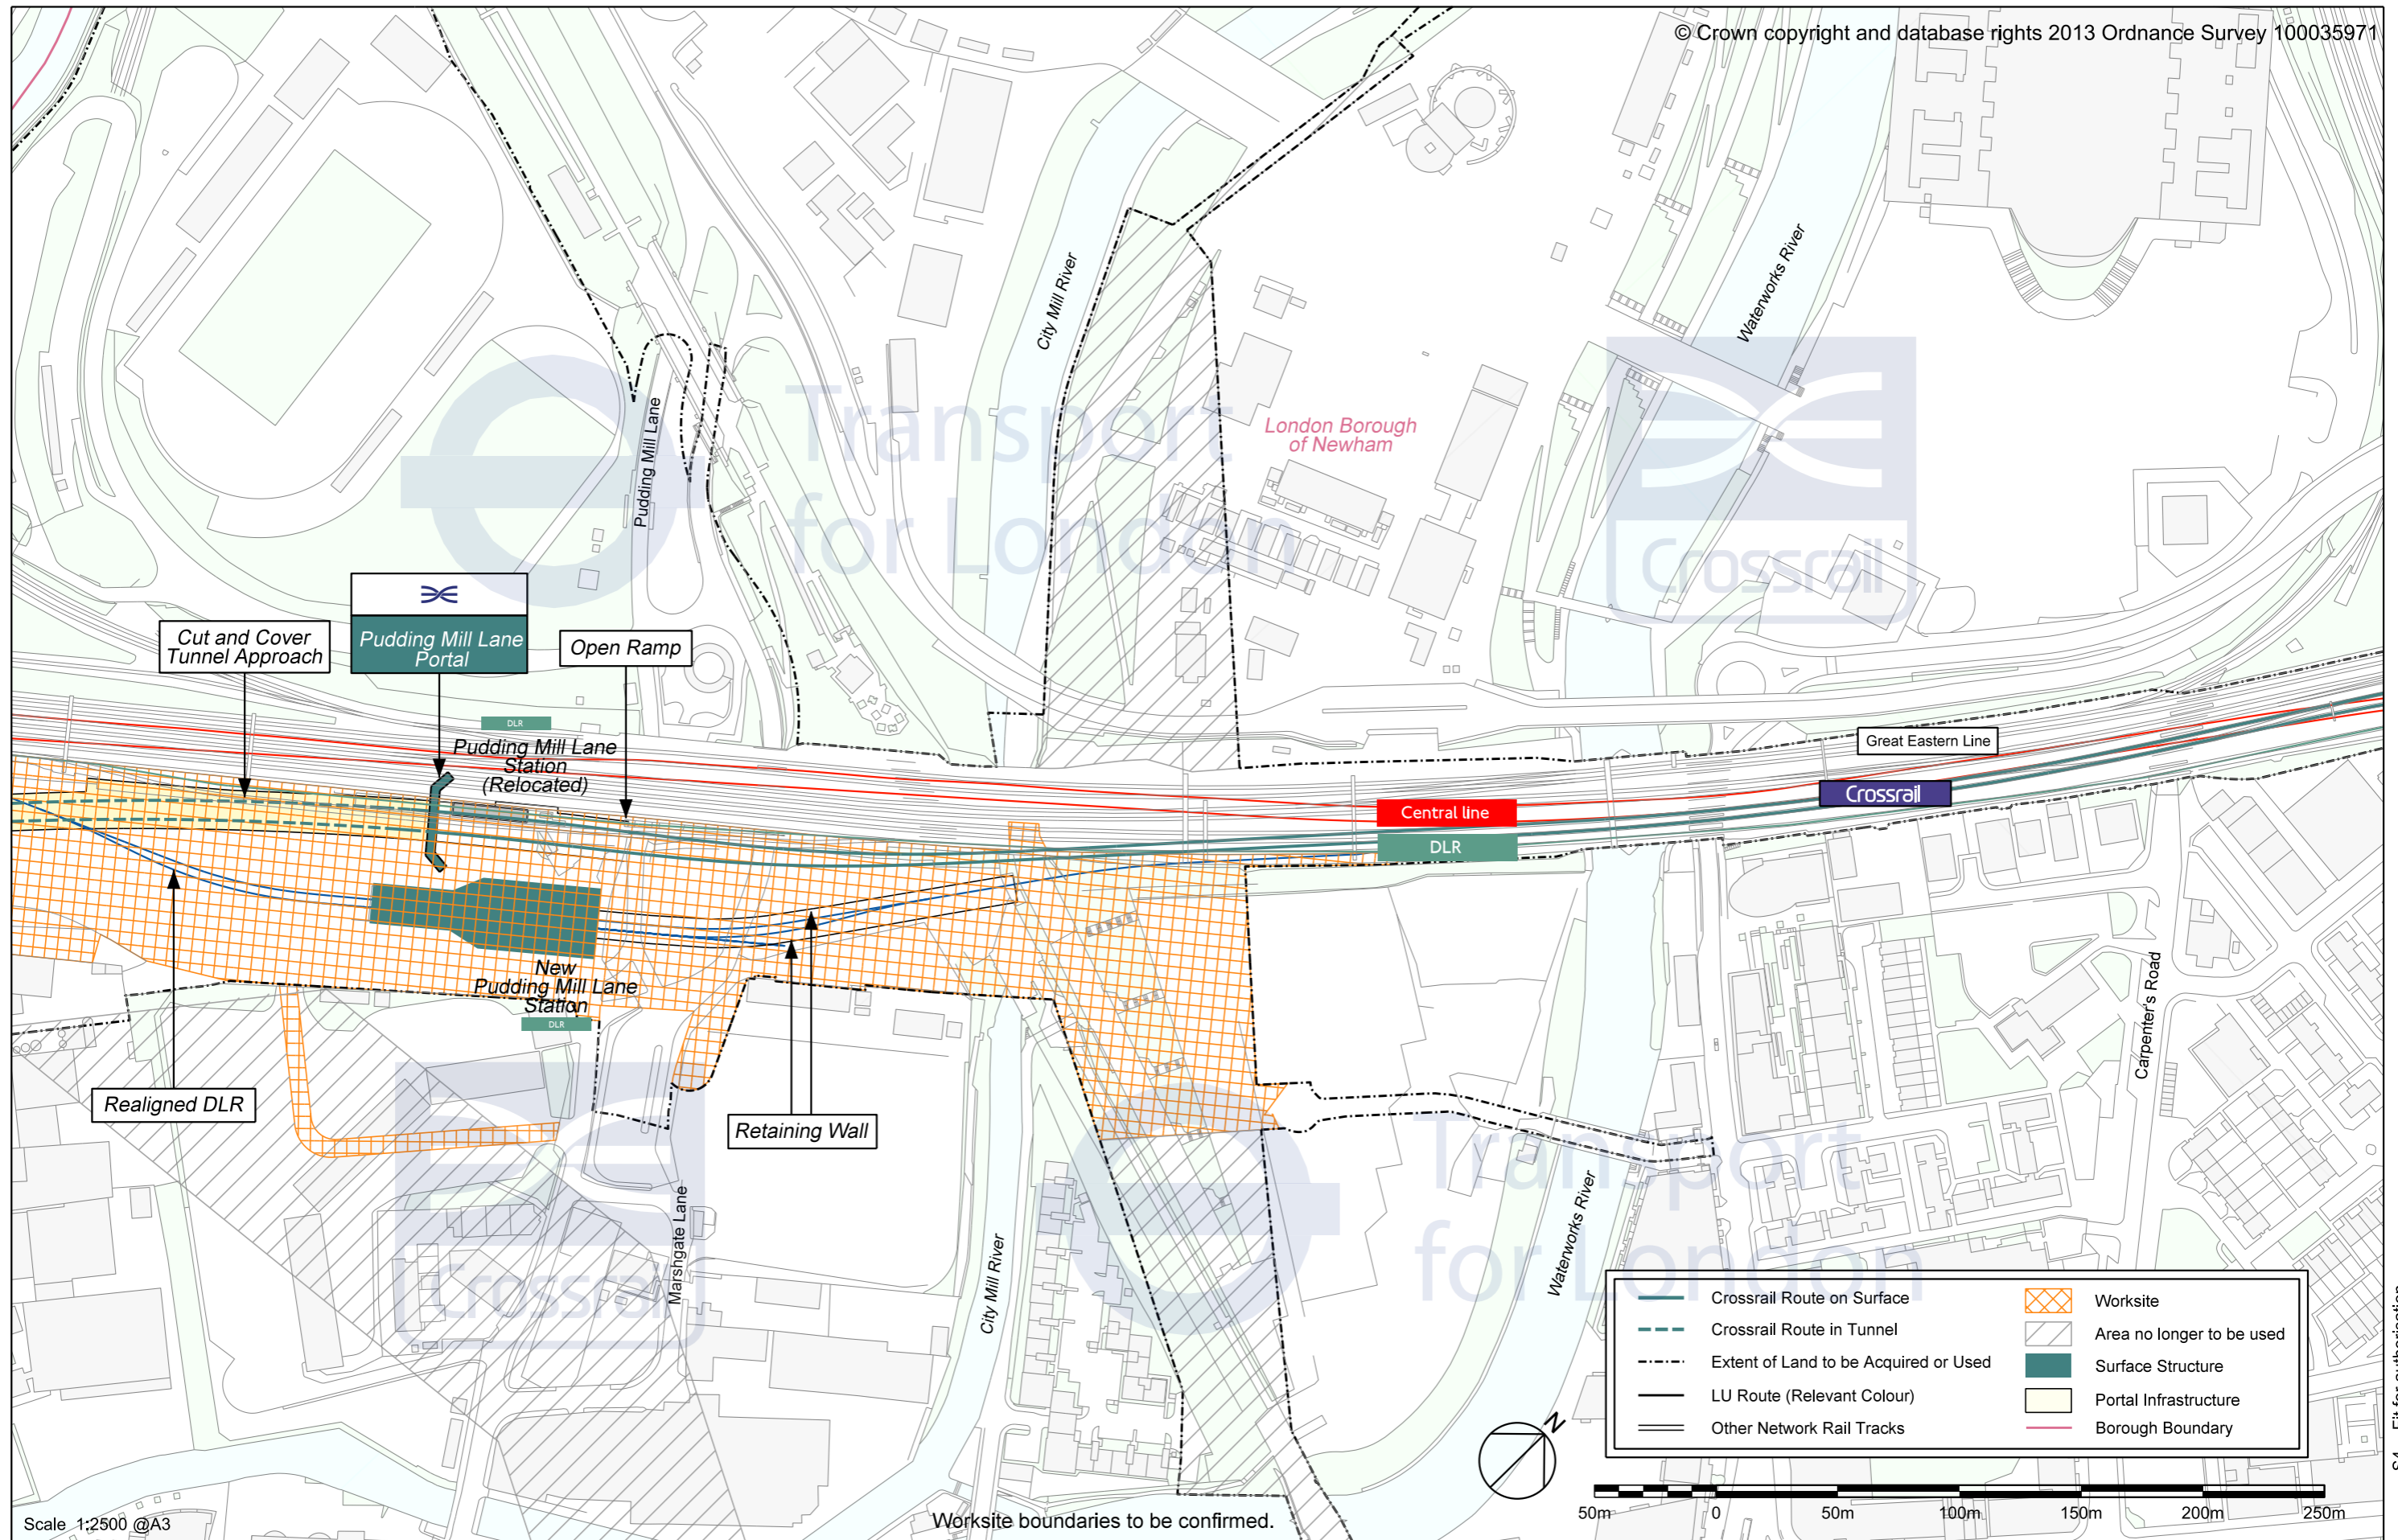 © Crown copyright and database rights 2013 Ordnance Survey 100035971
City Mill River
Waterworks River
Pudding Mill Lane
Transport
for London
London Borough
of Newham
Crossrail
Cut and Cover
Tunnel Approach
Pudding Mill Lane
Portal
Open Ramp
DLR
Pudding Mill Lane
Station
(Relocated)
Great Eastern Line
Crossrail
Central line
DLR
New
Pudding Mill Lane
Station
DLR
Realigned DLR
Retaining Wall
Carpenter's Road
Marshgate Lane
City Mill River
Waterworks River
Crossrail
Transport
for London
Crossrail Route on Surface
Crossrail Route in Tunnel
Extent of Land to be Acquired or Used
LU Route (Relevant Colour)
Other Network Rail Tracks
Worksite
Area no longer to be used
Surface Structure
Portal Infrastructure
Borough Boundary
N
50m 0 50m 100m 150m 200m 250m
Scale 1:2500 @A3
Worksite boundaries to be confirmed.